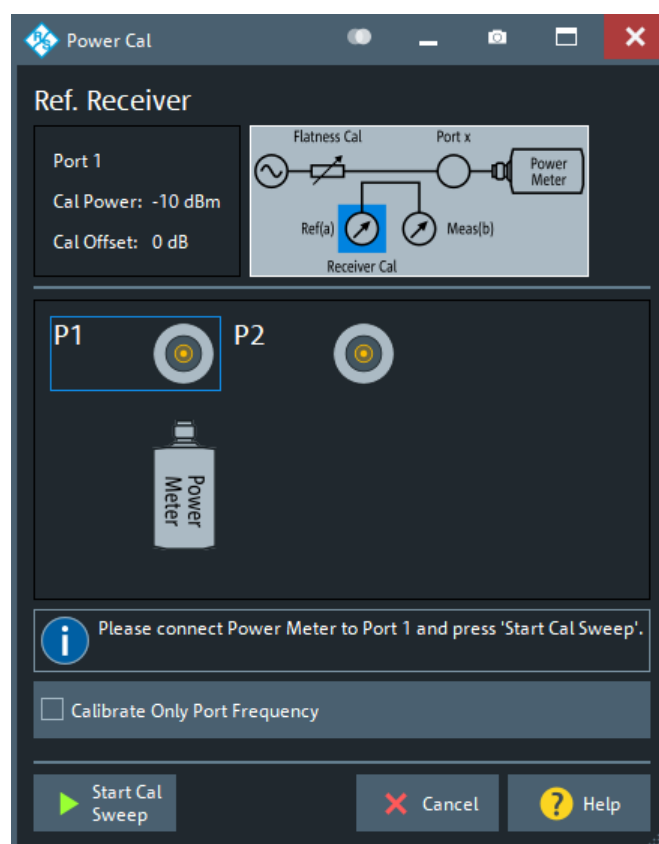 R S
Power Cal
Ref. Receiver
Port 1
Cal Power: -10 dBm
Cal Offset: 0 dB
Flatness Cal
Port x
Power
Meter
Ref(a)
Meas(b)
Receiver Cal
P1
P2
Power
Meter
i
Please connect Power Meter to Port 1 and press 'Start Cal Sweep'.
Calibrate Only Port Frequency
Start Cal
Sweep
Cancel
? Help